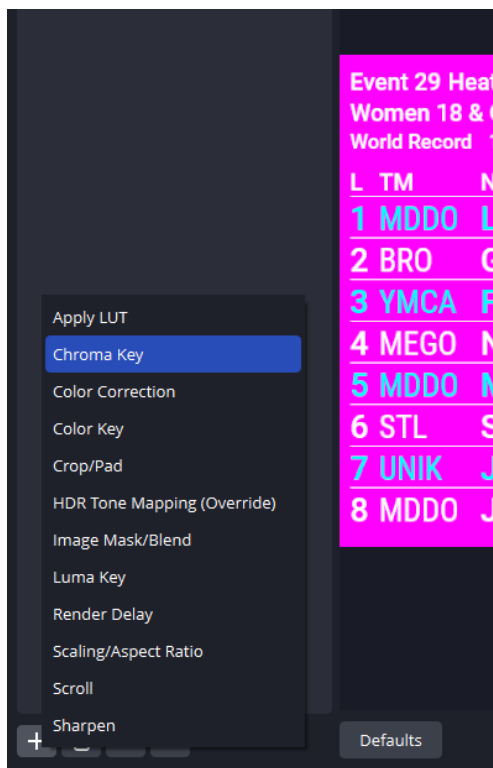 Event 29 Heat
Women 18 &
World Record
L TM N
1 MDDO L
2 BRO G
3 YMCA F
4 MEGO N
5 MDDO M
6 STL S
7 UNIK J
8 MDDO J
Apply LUT
Chroma Key
Color Correction
Color Key
Crop/Pad
HDR Tone Mapping (Override)
Image Mask/Blend
Luma Key
Render Delay
Scaling/Aspect Ratio
Scroll
Sharpen
Defaults